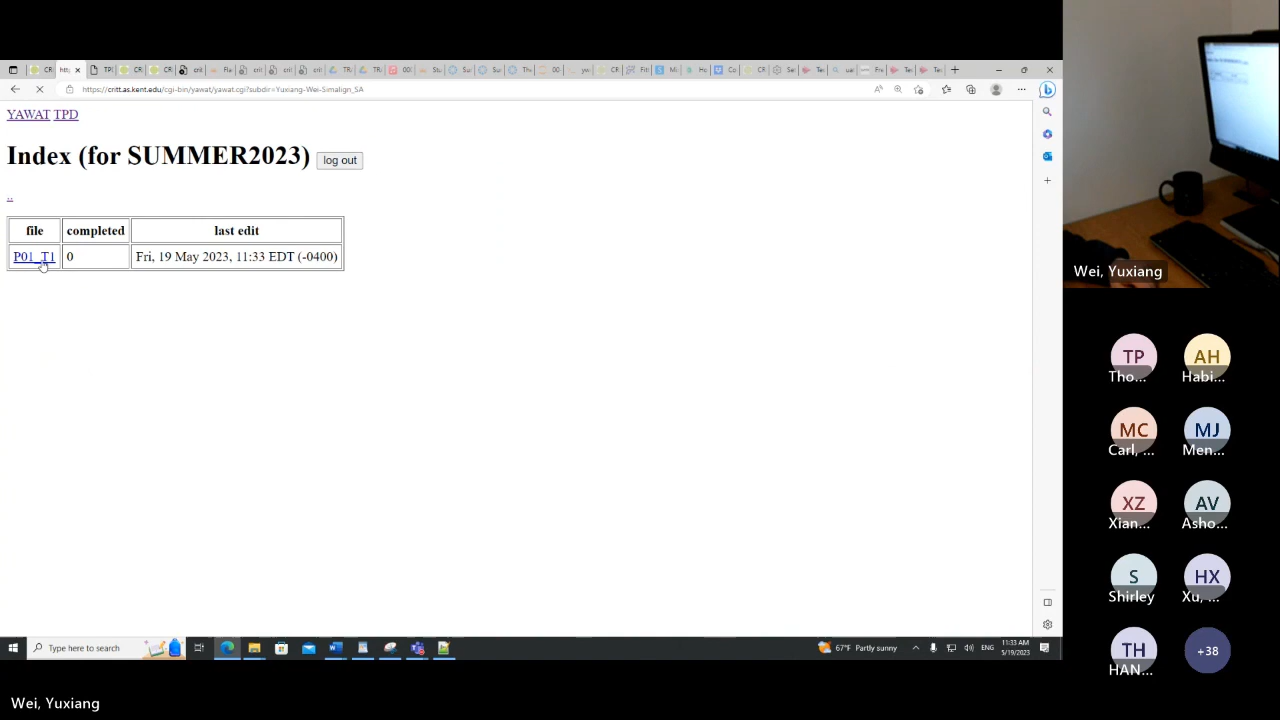 https://critt.as.kent.edu/cgi-bin/yawat/yawat.cgi?subdir=Yuxiang-Wei-Simalign_SA
YAWAT TPD
Index (for SUMMER2023) log out
..
file completed last edit
P01_T1 0 Fri, 19 May 2023, 11:33 EDT (-0400)
Type here to search
67°F Partly sunny
ENG
11:33 AM
5/19/2023
Wei, Yuxiang
TP
Tho...
AH
Habi...
MC
Carl, ...
MJ
Men...
XZ
Xian...
AV
Asho...
S
Shirley
HX
Xu, ...
TH
HAN...
+38
Wei, Yuxiang